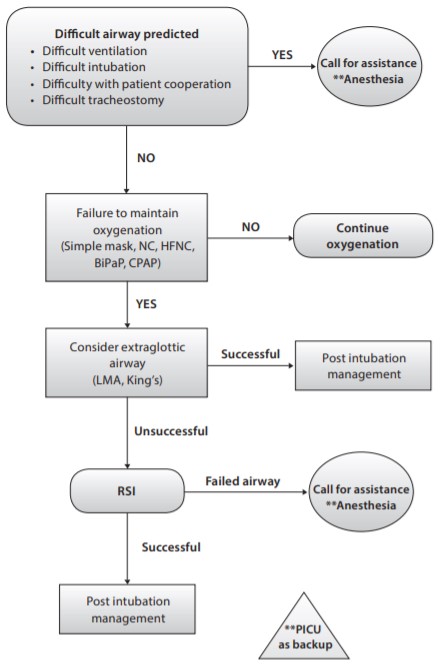 Difficult airway predicted
• Difficult ventilation
• Difficult intubation
• Difficulty with patient cooperation
• Difficult tracheostomy
YES
Call for assistance
**Anesthesia
NO
Failure to maintain
oxygenation
(Simple mask, NC, HFNC,
BiPaP, CPAP)
NO
Continue
oxygenation
YES
Consider extraglottic
airway
(LMA, King's)
Successful
Post intubation
management
Unsuccessful
RSI
Failed airway
Call for assistance
**Anesthesia
Successful
Post intubation
management
**PICU
as backup